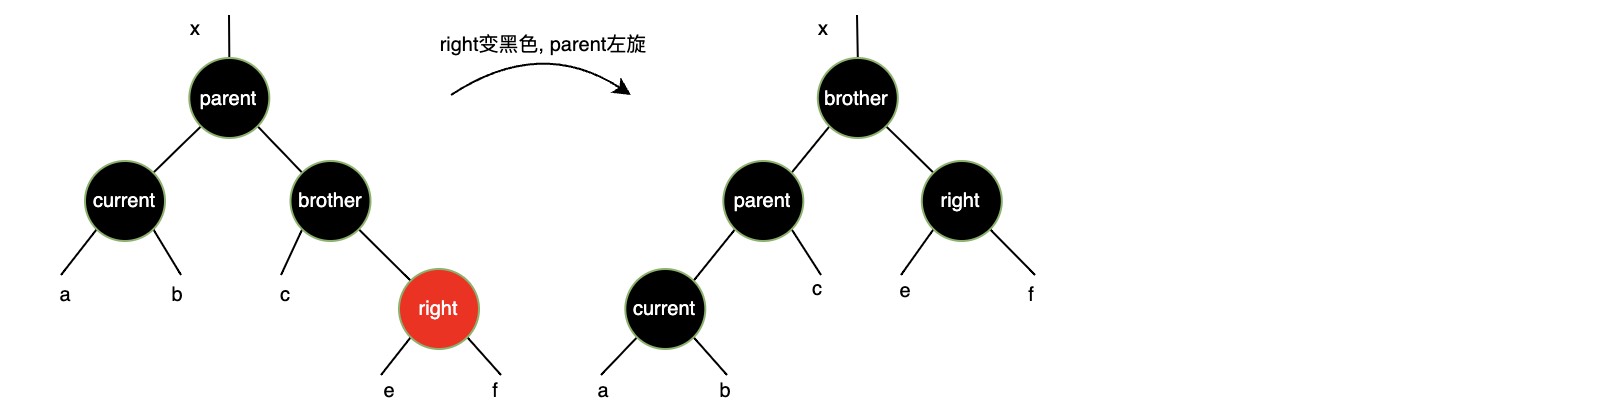 x
right变黑色, parent左旋
x
parent
brother
current
brother
parent
right
a
b
c
right
current
c
e
f
e
f
a
b